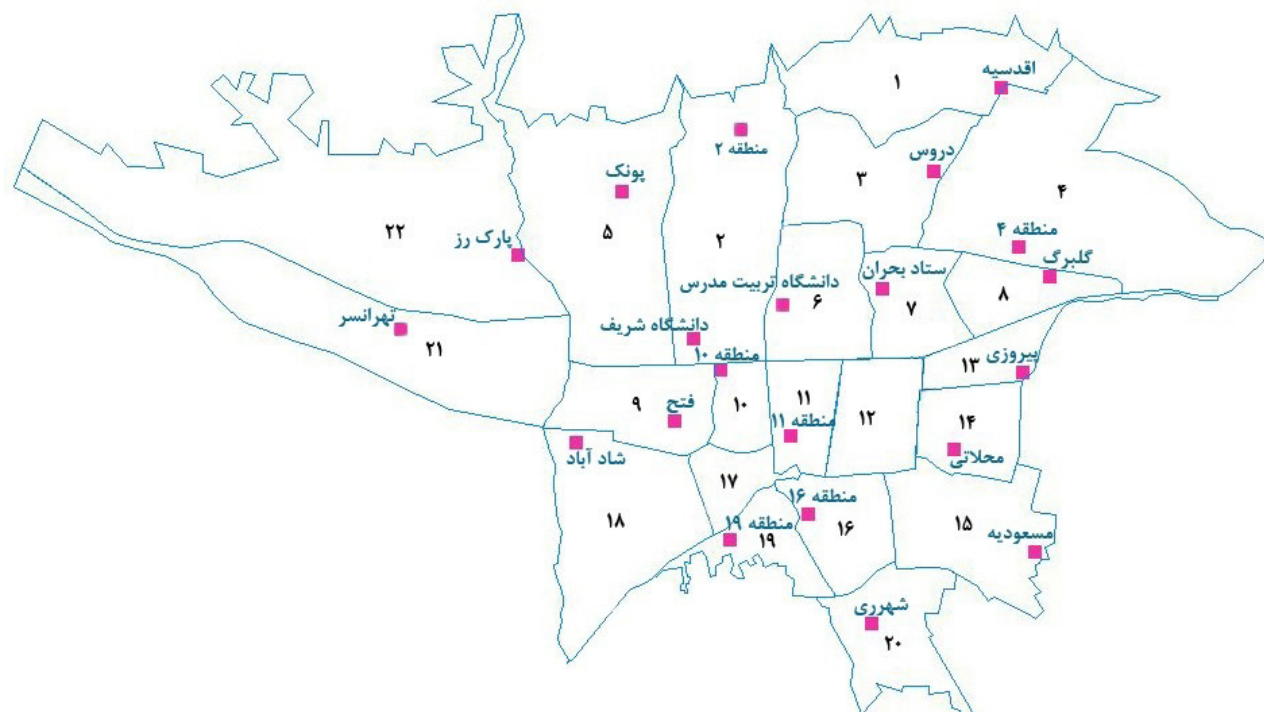 اقدسیه
۱
منطقه ۲
دروس
۳
پونک
۴
۲۲
۵
۲
پارک رز
منطقه ۴
گلبرگ
ستاد بحران
دانشگاه تربیت مدرس
۶
۷
۸
تهرانسر
۲۱
دانشگاه شریف
منطقه ۱۰
پیروزی
۱۳
۹
فتح
۱۰
۱۱
منطقه ۱۱
۱۲
۱۴
محلاتی
شاد آباد
۱۷
۱۸
منطقه ۱۶
۱۶
منطقه ۱۹
۱۹
۱۵
مسعودیه
شهرری
۲۰